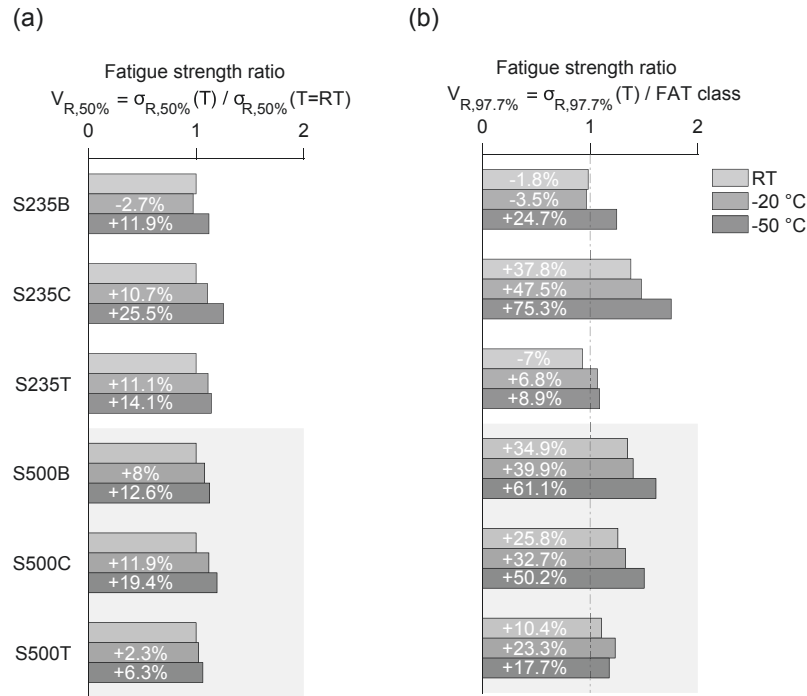 (a)
Fatigue strength ratio
V_R,50% = σ_R,50% (T) / σ_R,50% (T=RT)
0 1 2
S235B
-2.7%
+11.9%
S235C
+10.7%
+25.5%
S235T
+11.1%
+14.1%
S500B
+8%
+12.6%
S500C
+11.9%
+19.4%
S500T
+2.3%
+6.3%
(b)
Fatigue strength ratio
V_R,97.7% = σ_R,97.7% (T) / FAT class
0 1 2
RT
-20 °C
-50 °C
-1.8%
-3.5%
+24.7%
+37.8%
+47.5%
+75.3%
-7%
+6.8%
+8.9%
+34.9%
+39.9%
+61.1%
+25.8%
+32.7%
+50.2%
+10.4%
+23.3%
+17.7%